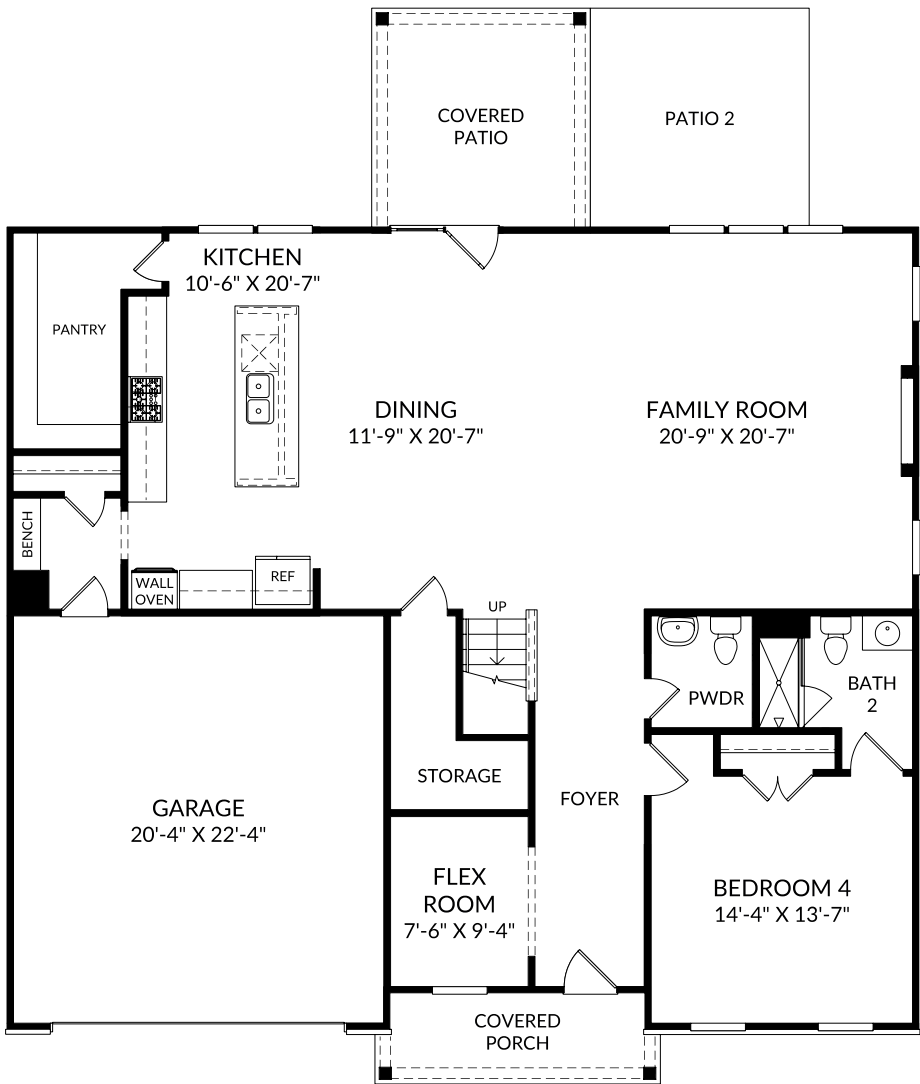 COVERED
PATIO
PATIO 2
KITCHEN
10'-6" X 20'-7"
PANTRY
DINING
11'-9" X 20'-7"
FAMILY ROOM
20'-9" X 20'-7"
BENCH
WALL
OVEN
REF
UP
PWDR
BATH
2
STORAGE
FOYER
GARAGE
20'-4" X 22'-4"
FLEX
ROOM
7'-6" X 9'-4"
BEDROOM 4
14'-4" X 13'-7"
COVERED
PORCH